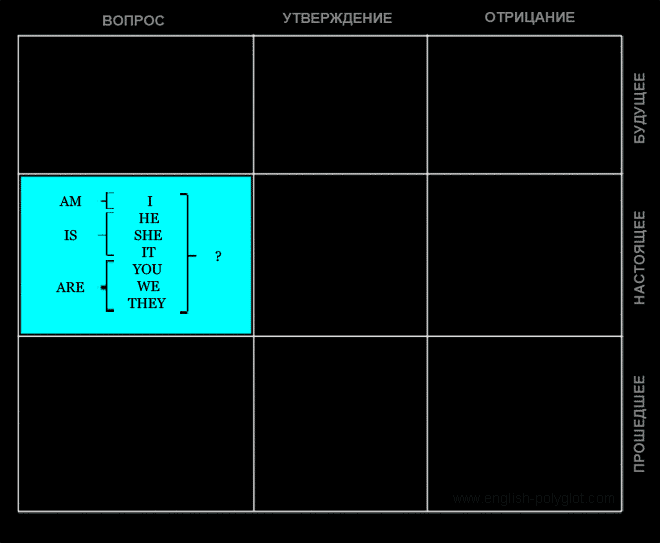 ВОПРОС УТВЕРЖДЕНИЕ ОТРИЦАНИЕ
БУДУЩЕЕ
AM I
HE
IS SHE
IT ?
YOU
ARE WE
THEY
НАСТОЯЩЕЕ
ПРОШЕДШЕЕ
www.english-polyglot.com